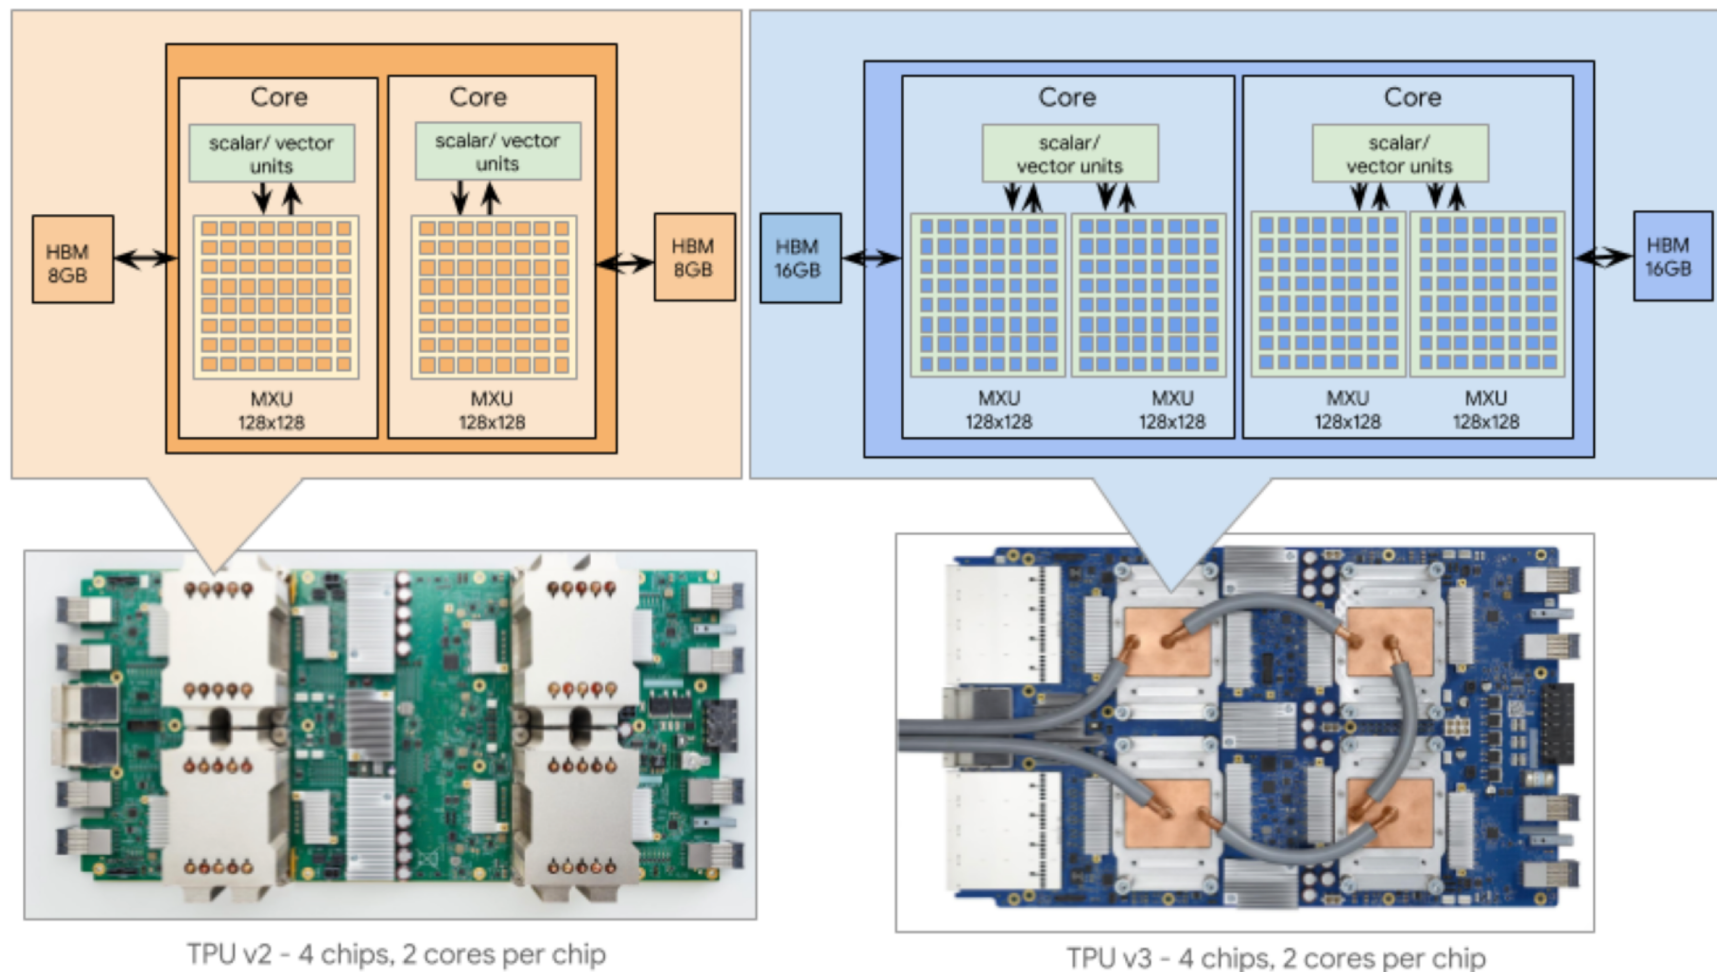 Core
scalar/ vector
units
MXU
128x128
Core
scalar/ vector
units
MXU
128x128
HBM
8GB
HBM
8GB
HBM
16GB
Core
scalar/
vector units
MXU
128x128
MXU
128x128
Core
scalar/
vector units
MXU
128x128
MXU
128x128
HBM
16GB
TPU v2 - 4 chips, 2 cores per chip
TPU v3 - 4 chips, 2 cores per chip